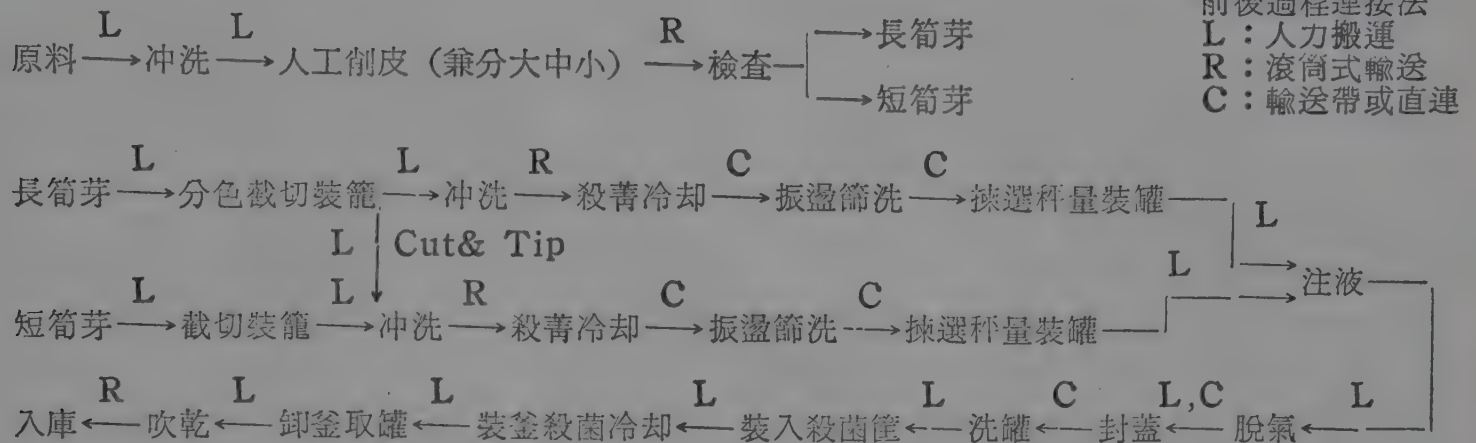 前後過程連接法
L：人力搬運
R：滾筒式輸送
C：輸送帶或直連
L L R
原料→冲洗→人工削皮（兼分大中小）→檢查→長筍芽
→短筍芽
L L R C C
長筍芽→分色截切裝籠→冲洗→殺菁冷却→振盪篩洗→揀選秤量裝罐
L
L Cut& Tip
L L R C C L
短筍芽→截切裝籠→冲洗→殺菁冷却→振盪篩洗→揀選秤量裝罐→注液
R L L L L C L,C L
入庫←吹乾←卸釜取罐←裝釜殺菌冷却←裝入殺菌筐←洗罐←封蓋←脫氣←